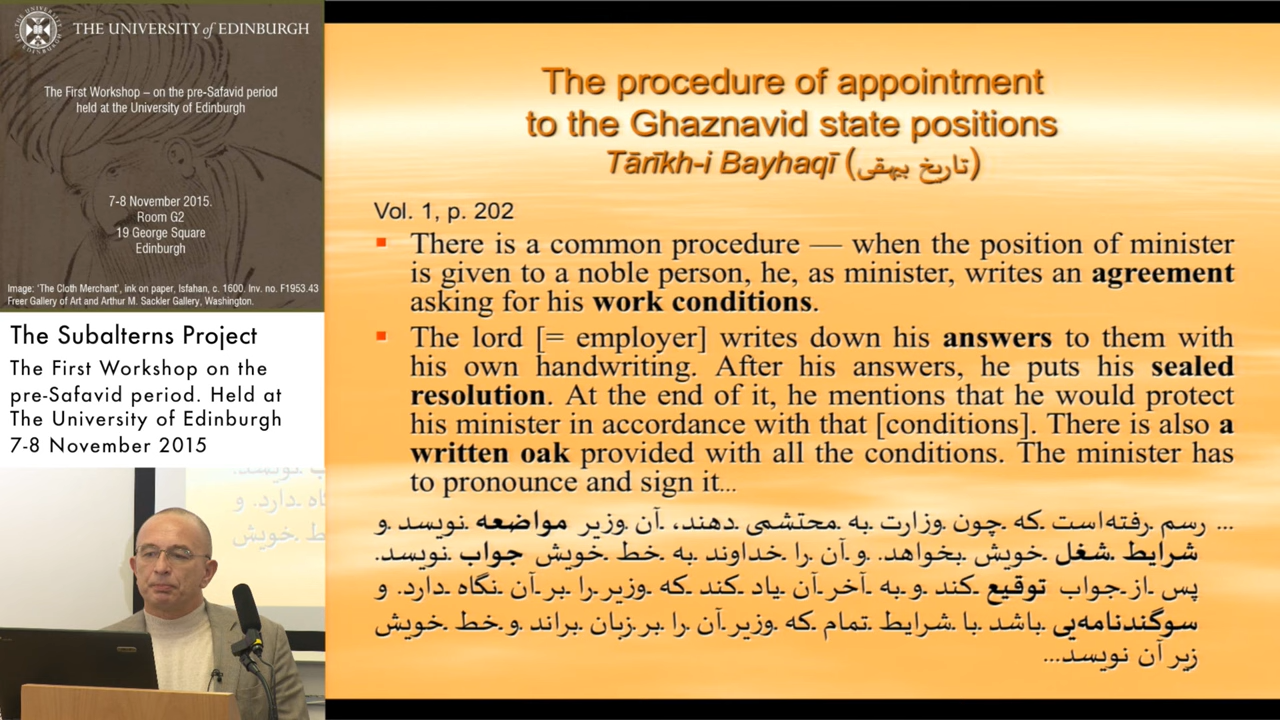 THE UNIVERSITY of EDINBURGH
The First Workshop – on the pre-Safavid period
held at the University of Edinburgh
7-8 November 2015.
Room G2
19 George Square
Edinburgh
Image: ‘The Cloth Merchant’, ink on paper, Isfahan, c. 1600. Inv. no. F1953.43
Freer Gallery of Art and Arthur M. Sackler Gallery, Washington.
The Subalterns Project
The First Workshop on the
pre-Safavid period. Held at
The University of Edinburgh
7-8 November 2015
The procedure of appointment
to the Ghaznavid state positions
Tārīkh-i Bayhaqī (تاریخ بیهقی)
Vol. 1, p. 202
There is a common procedure — when the position of minister
is given to a noble person, he, as minister, writes an agreement
asking for his work conditions.
The lord [= employer] writes down his answers to them with
his own handwriting. After his answers, he puts his sealed
resolution. At the end of it, he mentions that he would protect
his minister in accordance with that [conditions]. There is also a
written oak provided with all the conditions. The minister has
to pronounce and sign it...
... رسم رفته‌است که چون وزارت به محتشمی دهند، آن وزیر مواضعه نویسد و
شرایط شغل خویش بخواهد. و آن را خداوند به خط خویش جواب نویسد.
پس از جواب توقیع کند و به آخر آن یاد کند که وزیر را بر آن نگاه دارد. و
سوگندنامه‌یی باشد با شرایط تمام که وزیر آن را بر زبان براند و خط خویش
زیر آن نویسد...